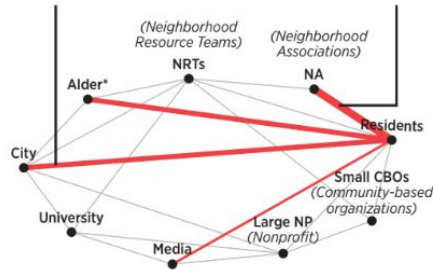 (Neighborhood
Resource Teams)
NRTs
(Neighborhood
Associations)
NA
Alder*
Residents
City
Small CBOs
(Community-based
organizations)
University
Large NP
(Nonprofit)
Media